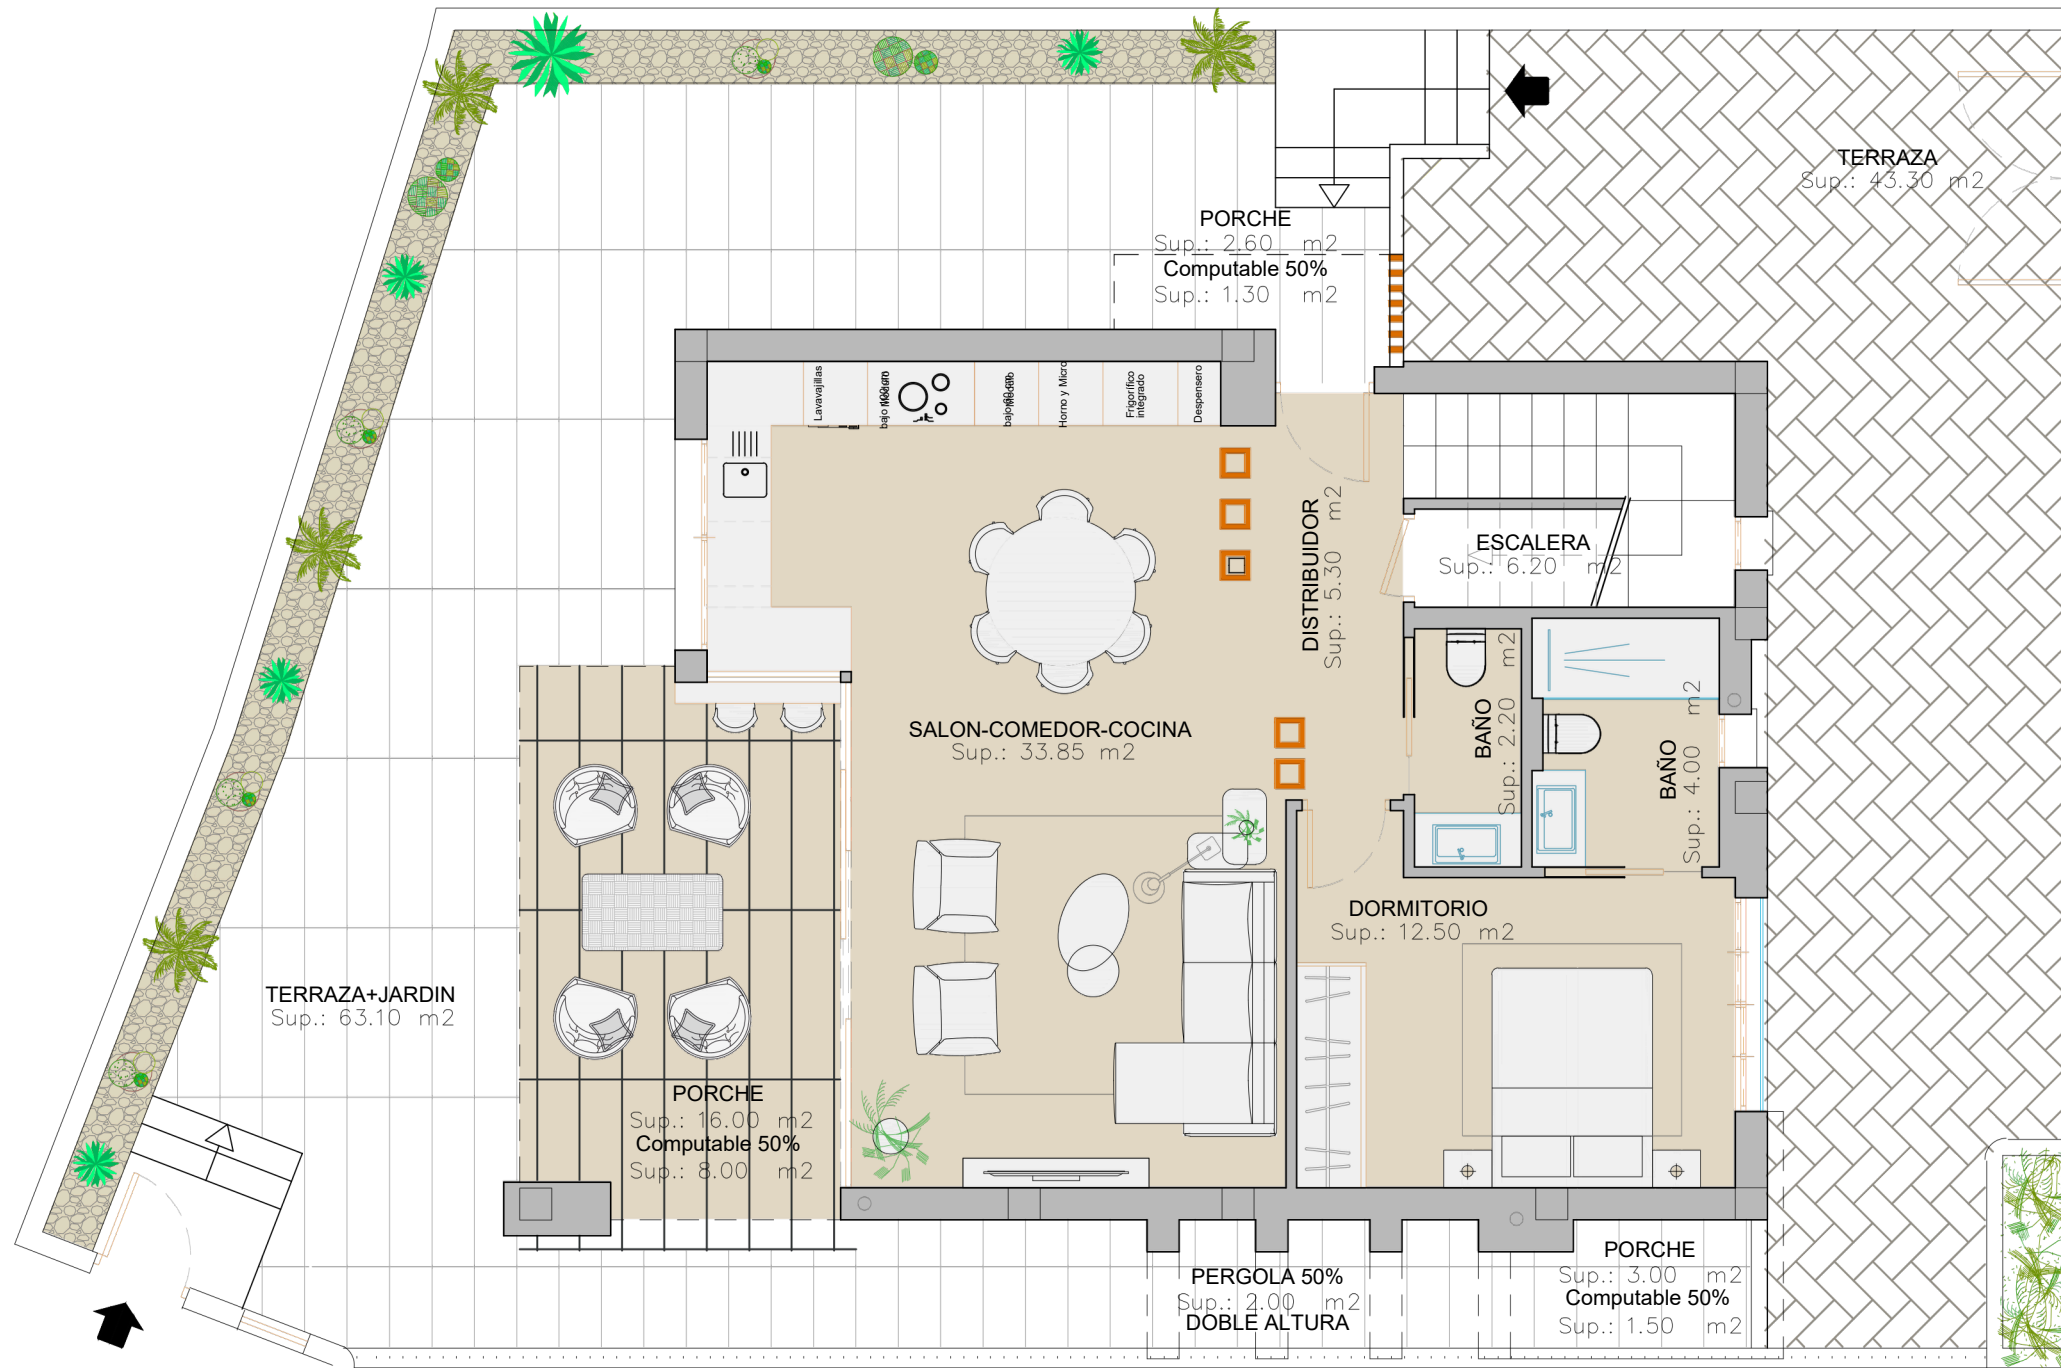 TERRAZA
Sup.: 43.30 m2
PORCHE
Sup.: 2.60 m2
Computable 50%
Sup.: 1.30 m2
Lavavajillas
Horno y Micro
Frigorífico
integrado
Despensero
DISTRIBUIDOR
Sup.: 5.30 m2
ESCALERA
Sup.: 6.20 m2
SALON-COMEDOR-COCINA
Sup.: 33.85 m2
BAÑO
Sup.: 2.20 m2
BAÑO
Sup.: 4.00 m2
DORMITORIO
Sup.: 12.50 m2
TERRAZA+JARDIN
Sup.: 63.10 m2
PORCHE
Sup.: 16.00 m2
Computable 50%
Sup.: 8.00 m2
PERGOLA 50%
Sup.: 2.00 m2
DOBLE ALTURA
PORCHE
Sup.: 3.00 m2
Computable 50%
Sup.: 1.50 m2